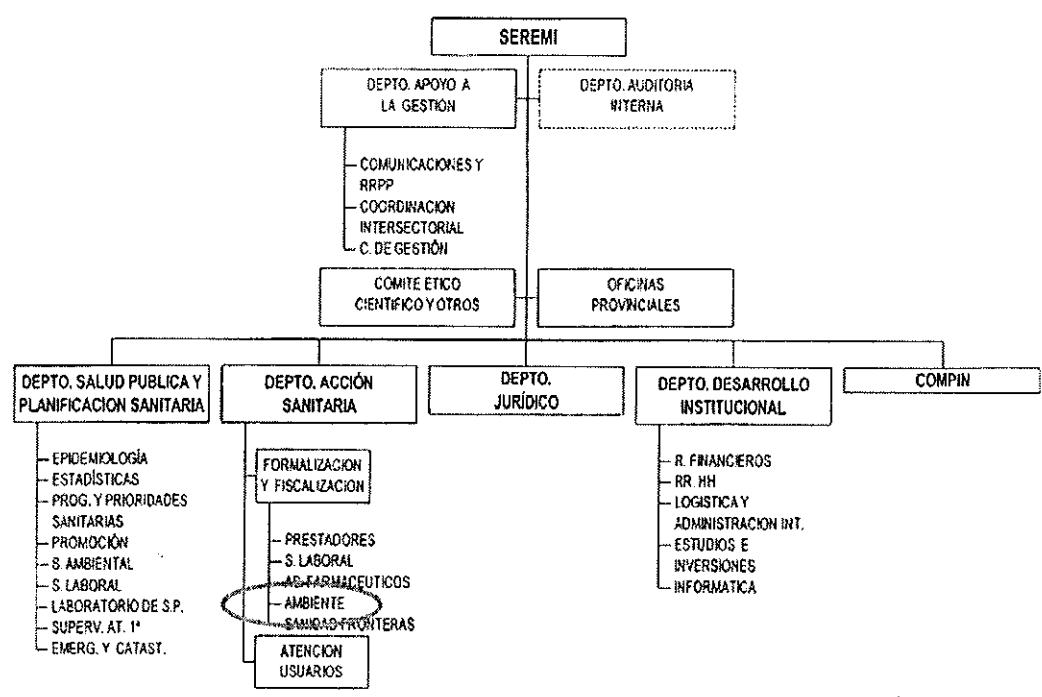 SEREMI
DEPTO. APOYO A
LA GESTION
DEPTO. AUDITORIA
INTERNA
COMUNICACIONES Y
RRPP
COORDINACION
INTERSECTORIAL
C. DE GESTIÓN
COMITE ETICO
CIENTIFICO Y OTROS
OFICINAS
PROVINCIALES
DEPTO. SALUD PUBLICA Y
PLANIFICACION SANITARIA
DEPTO. ACCIÓN
SANITARIA
DEPTO.
JURÍDICO
DEPTO. DESARROLLO
INSTITUCIONAL
COMPIN
EPIDEMIOLOGÍA
ESTADÍSTICAS
PROG. Y PRIORIDADES
SANITARIAS
PROMOCIÓN
S. AMBIENTAL
S. LABORAL
LABORATORIO DE S.P.
SUPERV. AT. 1ª
EMERG. Y CATAST.
FORMALIZACION
Y FISCALIZACION
PRESTADORES
S. LABORAL
AD. FARMACEUTICOS
AMBIENTE
SANIDAD FRONTERAS
ATENCION
USUARIOS
R. FINANCIEROS
RR. HH
LOGISTICA Y
ADMINISTRACION INT.
ESTUDIOS E
INVERSIONES
INFORMATICA